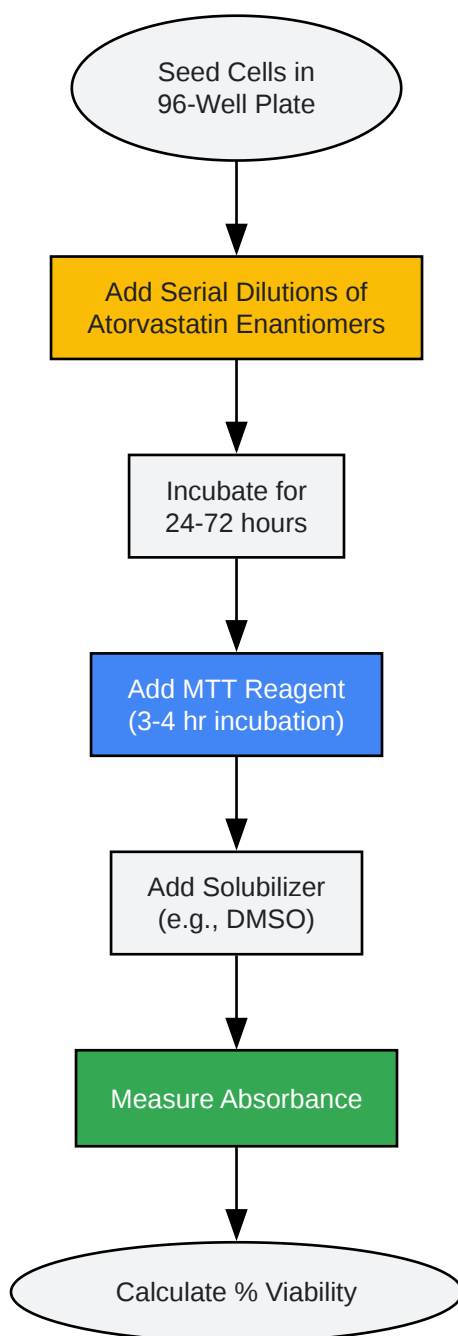 Seed Cells in
96-Well Plate
Add Serial Dilutions of
Atorvastatin Enantiomers
Incubate for
24-72 hours
Add MTT Reagent
(3-4 hr incubation)
Add Solubilizer
(e.g., DMSO)
Measure Absorbance
Calculate % Viability